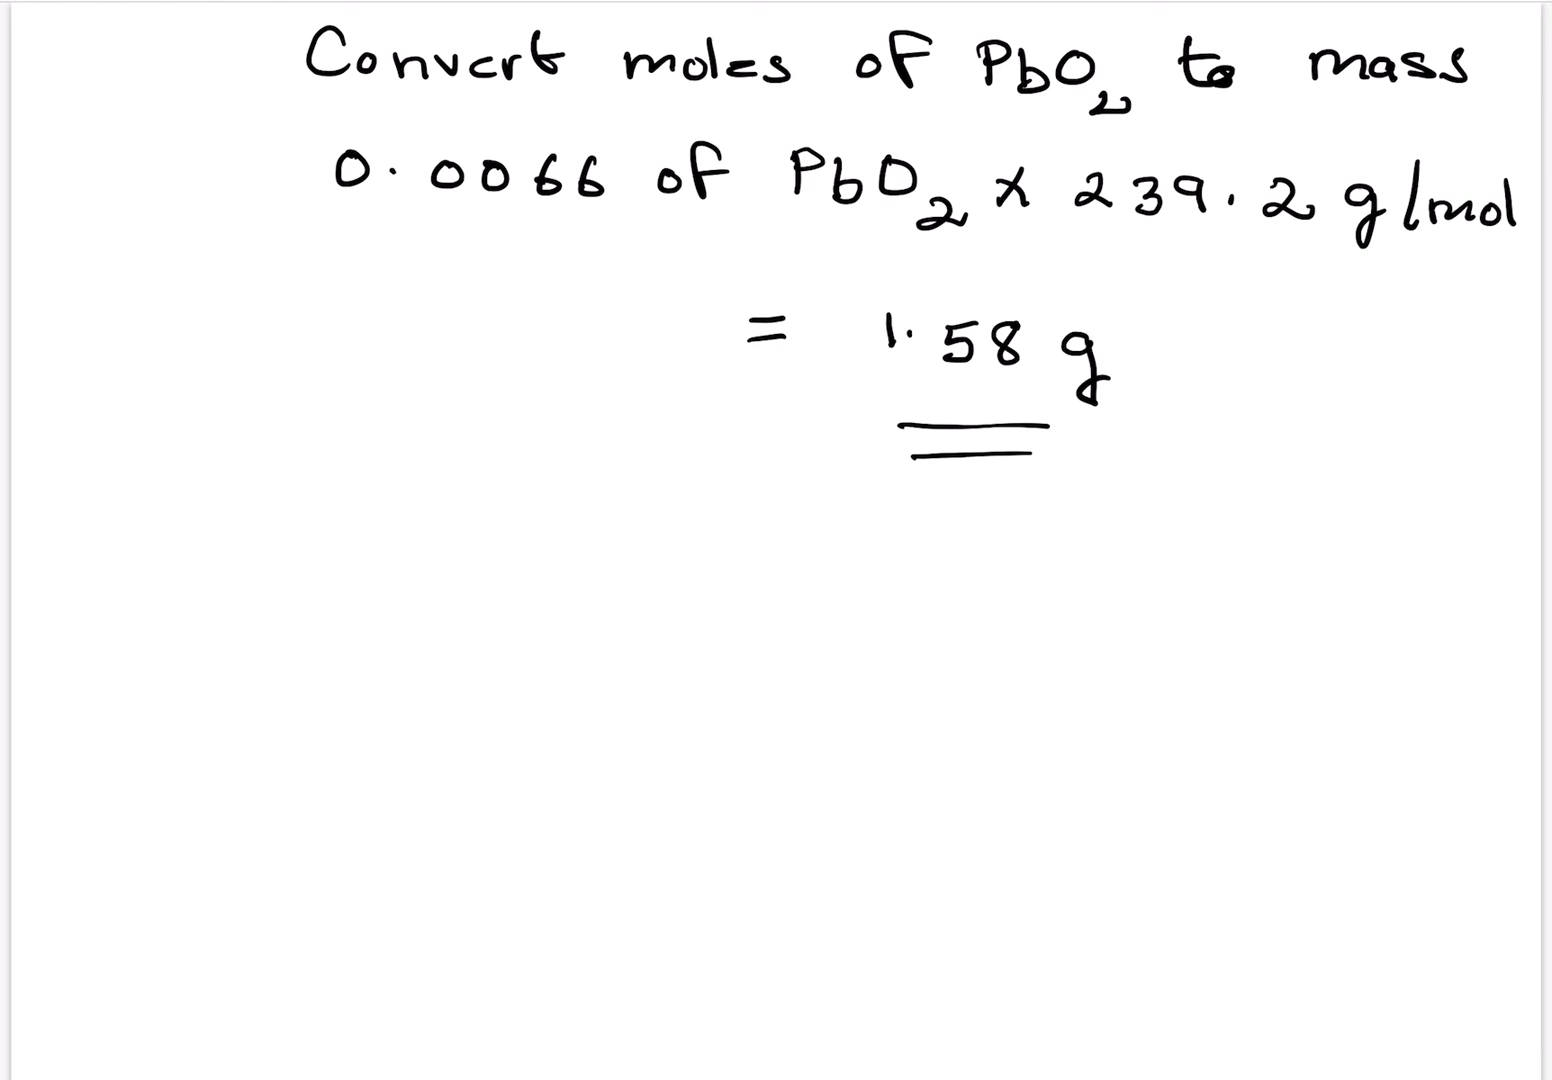 Convert moles of PbO₂ to mass
0.0066 of PbO₂ x 239.2 g/mol
= 1.58 g